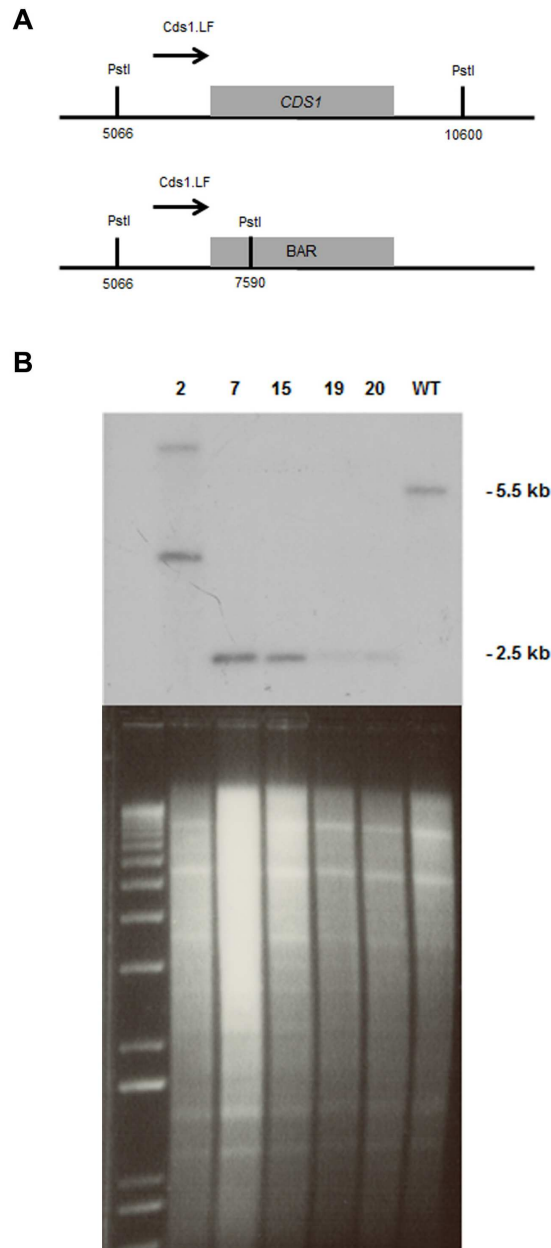 A
Cds1.LF
PstI
PstI
CDS1
5066
10600
Cds1.LF
PstI
PstI
BAR
5066
7590
B
2 7 15 19 20 WT
- 5.5 kb
- 2.5 kb